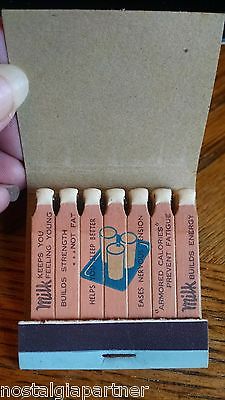 milk KEEPS YOU
FEELING YOUNG
BUILDS STRENGTH
...NOT FAT
HELPS SLEEP BETTER
EASES NERVOUS TENSION
"ARMORED CALORIES"
PREVENT FATIGUE
milk BUILDS ENERGY
© nostalgiapartner